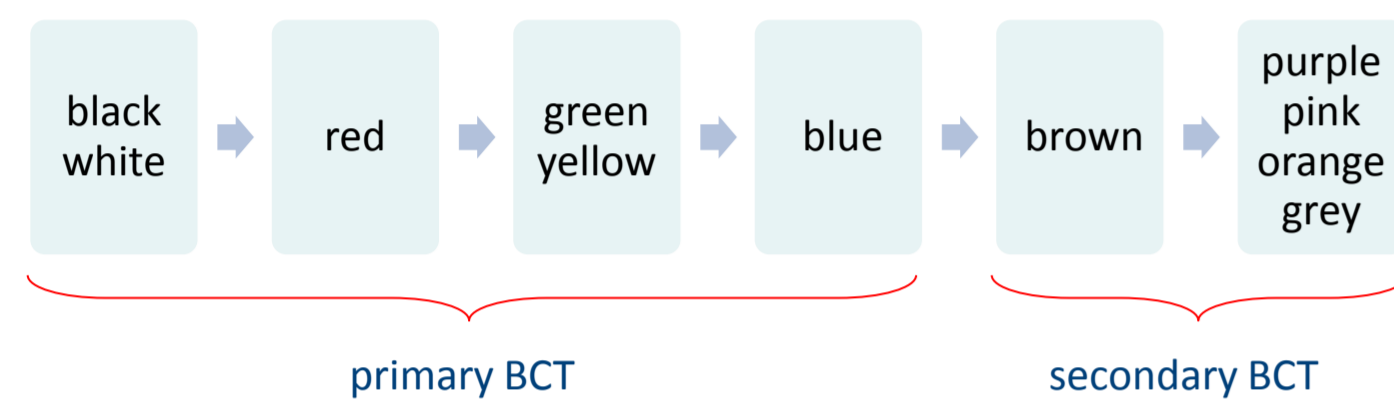 black
white
red
green
yellow
blue
brown
purple
pink
orange
grey
primary BCT
secondary BCT